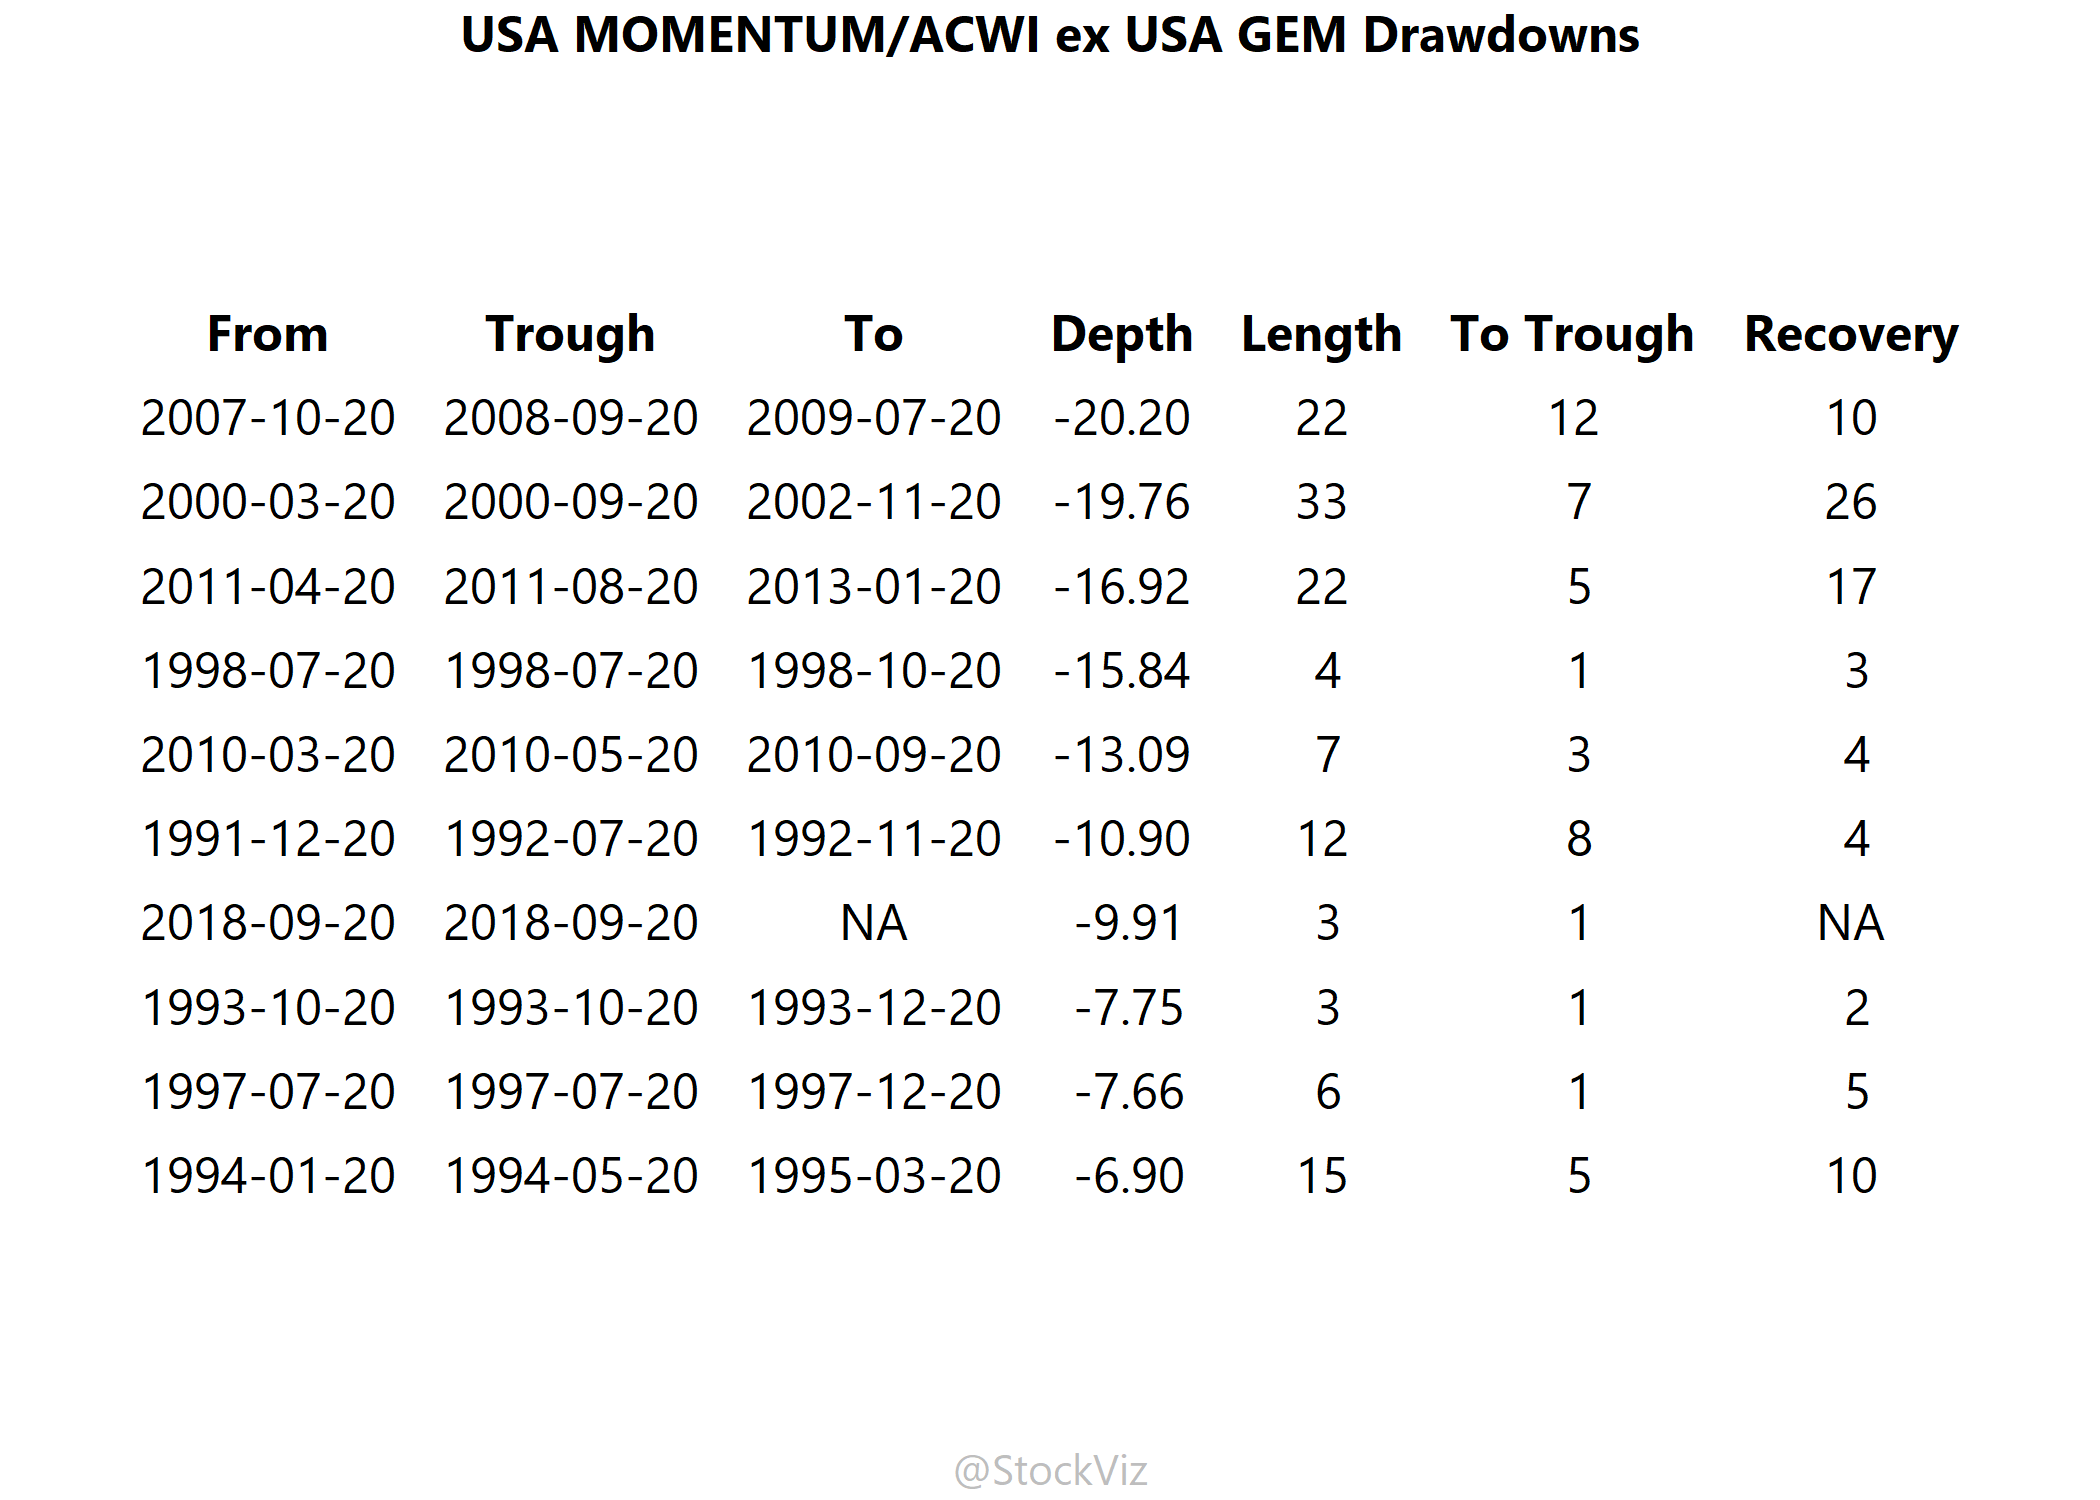 USA MOMENTUM/ACWI ex USA GEM Drawdowns
From Trough To Depth Length To Trough Recovery
2007-10-20 2008-09-20 2009-07-20 -20.20 22 12 10
2000-03-20 2000-09-20 2002-11-20 -19.76 33 7 26
2011-04-20 2011-08-20 2013-01-20 -16.92 22 5 17
1998-07-20 1998-07-20 1998-10-20 -15.84 4 1 3
2010-03-20 2010-05-20 2010-09-20 -13.09 7 3 4
1991-12-20 1992-07-20 1992-11-20 -10.90 12 8 4
2018-09-20 2018-09-20 NA -9.91 3 1 NA
1993-10-20 1993-10-20 1993-12-20 -7.75 3 1 2
1997-07-20 1997-07-20 1997-12-20 -7.66 6 1 5
1994-01-20 1994-05-20 1995-03-20 -6.90 15 5 10
@StockViz